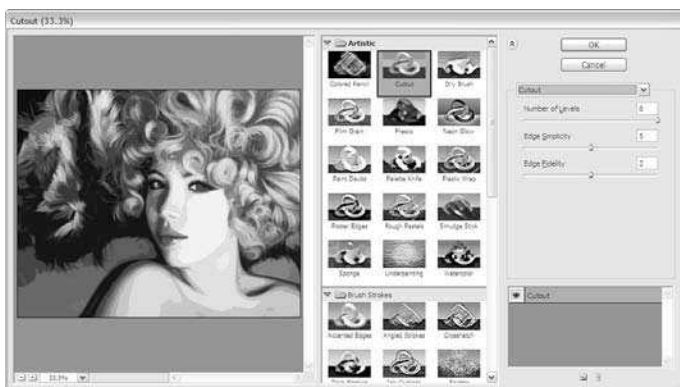 Cutout (33.3%)
Artistic
Colored Pencil Cutout Dry Brush
Film Grain Fresco Neon Glow
Paint Daubs Palette Knife Plastic Wrap
Poster Edges Rough Pastels Smudge Stick
Sponge Underpainting Watercolor
Brush Strokes
Accented Edges Angled Strokes Crosshatch
OK
Cancel
Cutout
Number of Levels 8
Edge Simplicity 5
Edge Fidelity 2
Cutout
33.3%